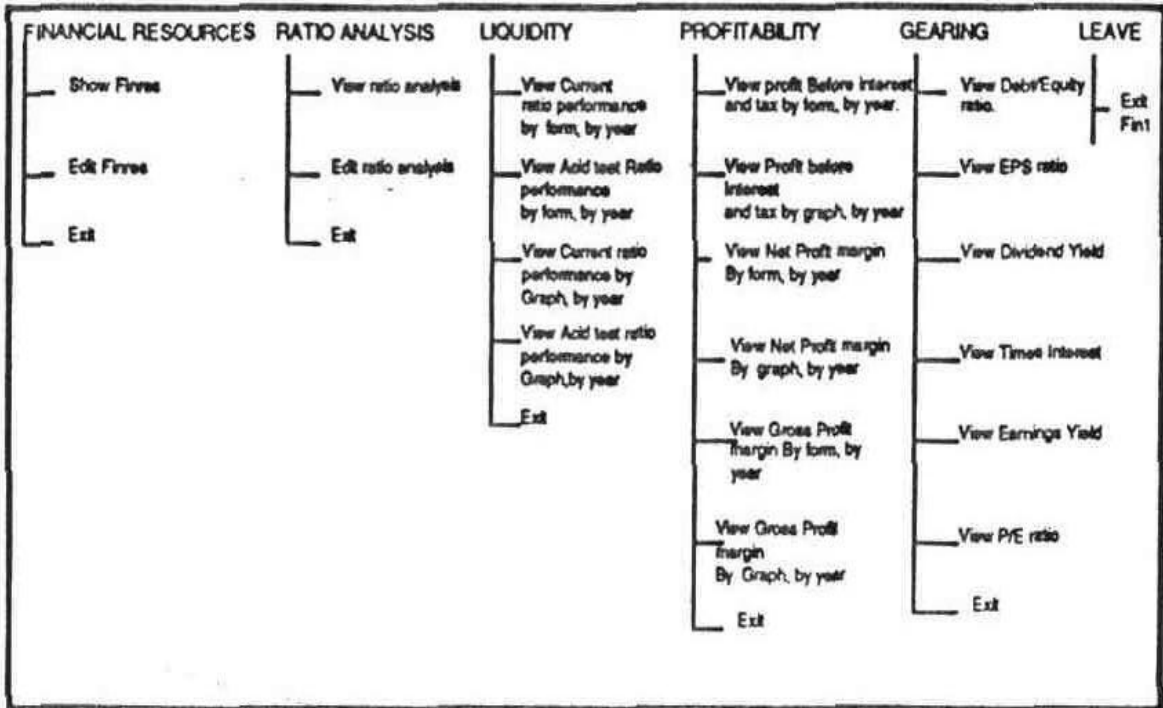 FINANCIAL RESOURCES
Show Finres
Edit Finres
Exit
RATIO ANALYSIS
View ratio analysis
Edit ratio analysis
Exit
LIQUIDITY
View Current
ratio performance
by form, by year
View Acid test Ratio
performance
by form, by year
View Current ratio
performance by
Graph, by year
View Acid test ratio
performance by
Graph,by year
Exit
PROFITABILITY
View profit Before interest
and tax by form, by year.
View Profit before
Interest
and tax by graph, by year
View Net Profit margin
By form, by year
View Net Profit margin
By graph, by year
View Gross Profit
margin By form, by
year
View Gross Profit
margin
By Graph, by year
Exit
GEARING
View Debt/Equity
ratio.
View EPS ratio
View Dividend Yield
View Times Interest
View Earnings Yield
View P/E ratio
Exit
LEAVE
Exit
Fin1